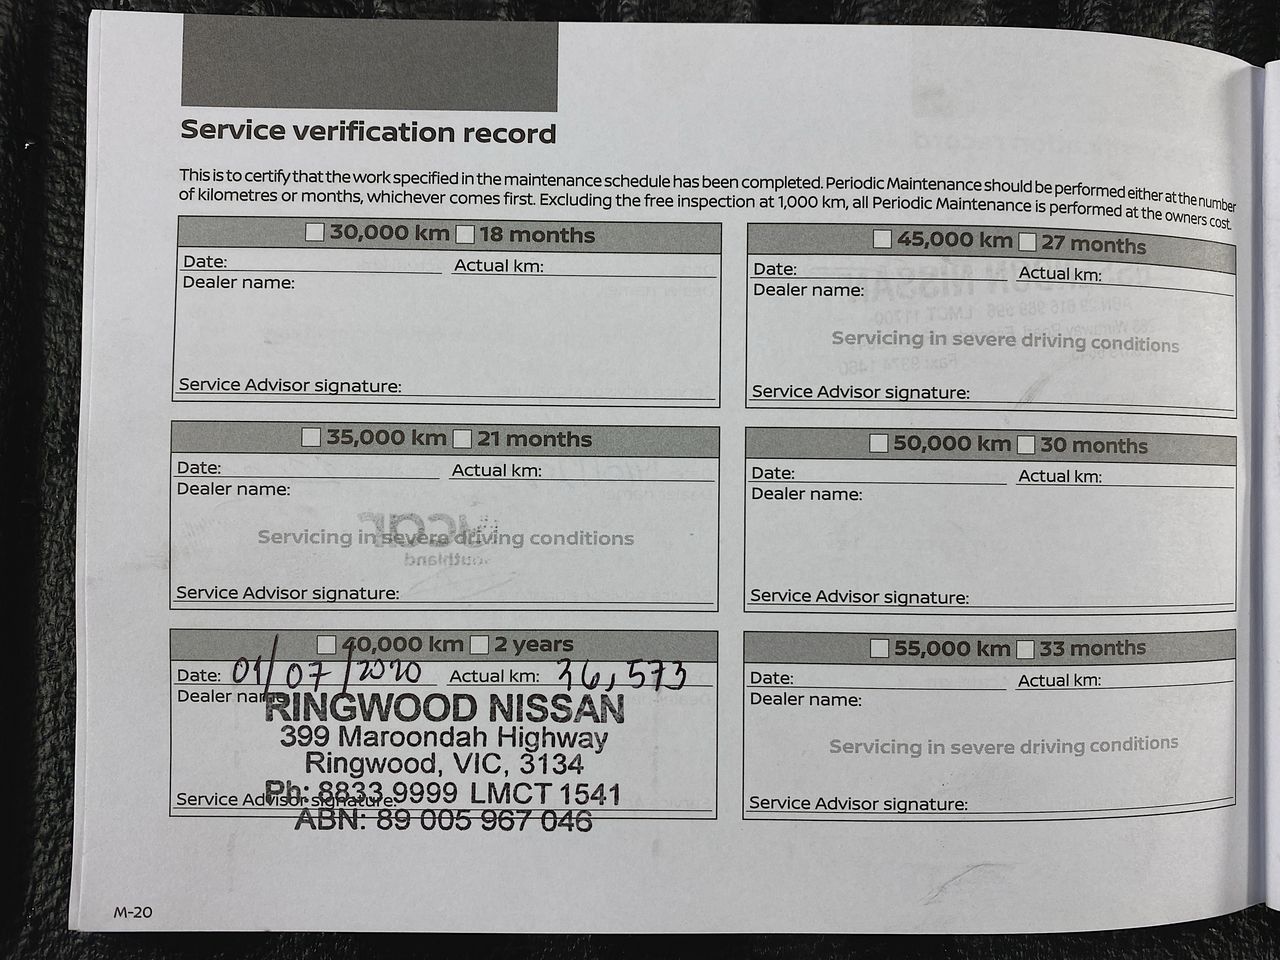 Service verification record
This is to certify that the work specified in the maintenance schedule has been completed. Periodic Maintenance should be performed either at the number
of kilometres or months, whichever comes first. Excluding the free inspection at 1,000 km, all Periodic Maintenance is performed at the owners cost.
30,000 km 18 months
Date: Actual km:
Dealer name:
Service Advisor signature:
35,000 km 21 months
Date: Actual km:
Dealer name:
Servicing in severe driving conditions
Service Advisor signature:
40,000 km 2 years
Date: 01/07/2020 Actual km: 36,573
Dealer name
RINGWOOD NISSAN
399 Maroondah Highway
Ringwood, VIC, 3134
Ph: 8833 9999 LMCT 1541
Service Advisor signature:
ABN: 89 005 967 046
45,000 km 27 months
Date: Actual km:
Dealer name:
Servicing in severe driving conditions
Service Advisor signature:
50,000 km 30 months
Date: Actual km:
Dealer name:
Service Advisor signature:
55,000 km 33 months
Date: Actual km:
Dealer name:
Servicing in severe driving conditions
Service Advisor signature:
M-20